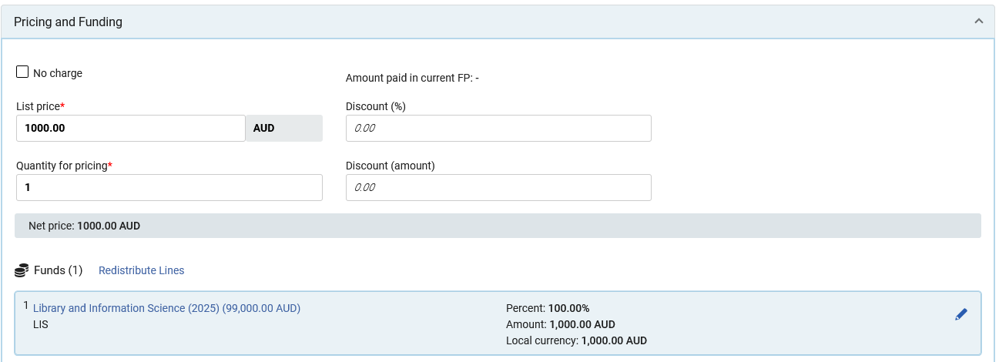 Pricing and Funding
No charge
Amount paid in current FP: -
List price*
Discount (%)
1000.00 AUD
0.00
Quantity for pricing*
Discount (amount)
1
0.00
Net price: 1000.00 AUD
Funds (1) Redistribute Lines
1 Library and Information Science (2025) (99,000.00 AUD)
LIS
Percent: 100.00%
Amount: 1,000.00 AUD
Local currency: 1,000.00 AUD